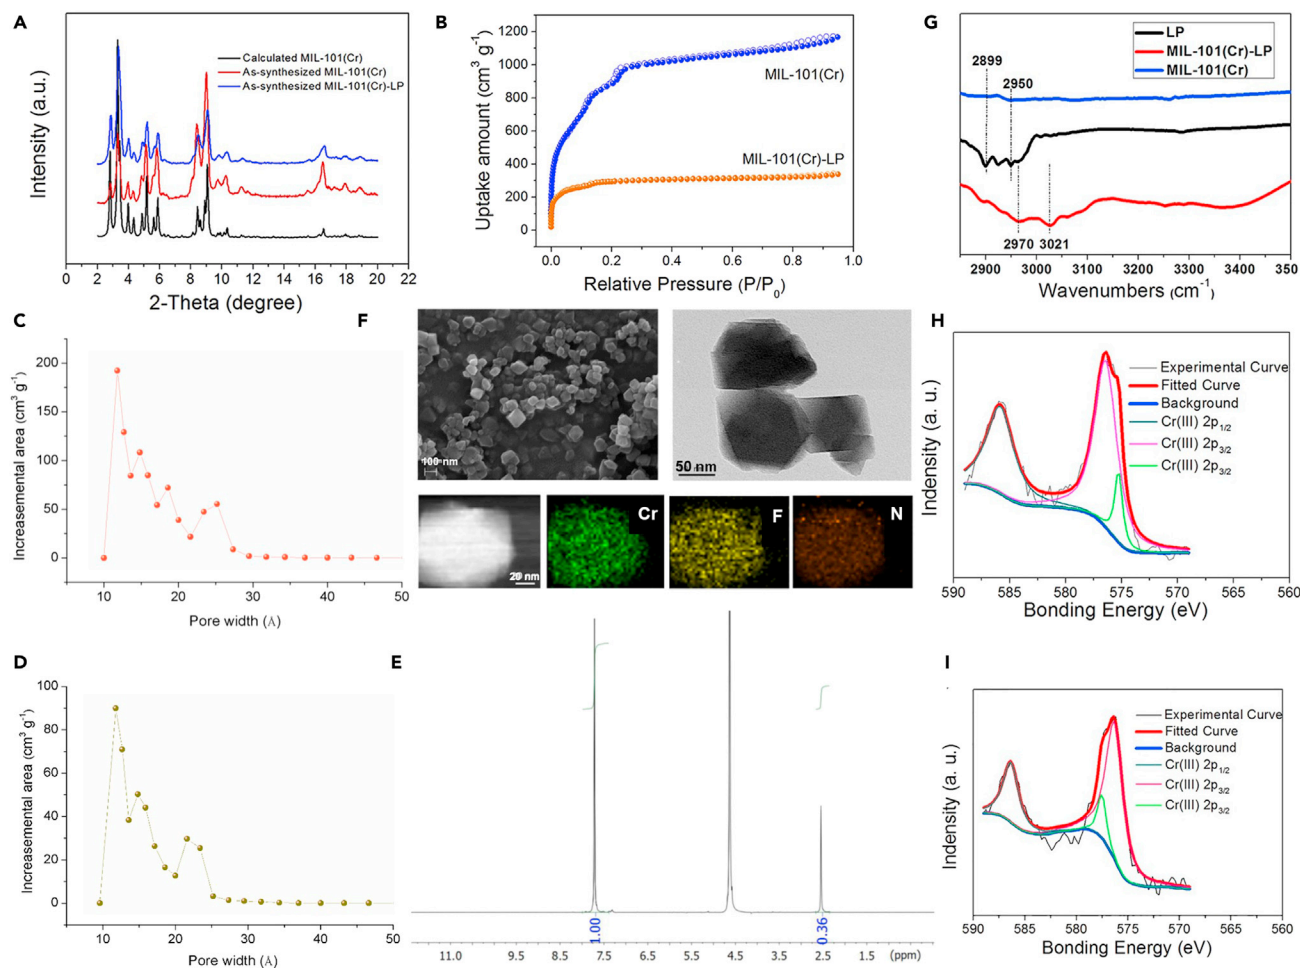 A
Intensity (a.u.)
Calculated MIL-101(Cr)
As-synthesized MIL-101(Cr)
As-synthesized MIL-101(Cr)-LP
0 2 4 6 8 10 12 14 16 18 20 22
2-Theta (degree)
B
Uptake amount (cm³ g⁻¹)
1200
1000
800
600
400
200
0
MIL-101(Cr)
MIL-101(Cr)-LP
0.0 0.2 0.4 0.6 0.8 1.0
Relative Pressure (P/P₀)
G
LP
MIL-101(Cr)-LP
MIL-101(Cr)
2899
2950
2970 3021
2900 3000 3100 3200 3300 3400 350
Wavenumbers (cm⁻¹)
C
Increasemental area (cm³ g⁻¹)
200
150
100
50
0
10 20 30 40 50
Pore width (Å)
F
100 nm
50 nm
20 nm
Cr
F
N
H
Indensity (a. u.)
Experimental Curve
Fitted Curve
Background
Cr(III) 2p₁/₂
Cr(III) 2p₃/₂
Cr(III) 2p₃/₂
590 585 580 575 570 565 560
Bonding Energy (eV)
D
Increasemental area (cm³ g⁻¹)
100
80
60
40
20
0
10 20 30 40 50
Pore width (Å)
E
1.00
0.36
11.0 9.5 8.5 7.5 6.5 5.5 4.5 3.5 2.5 1.5 (ppm)
I
Indensity (a. u.)
Experimental Curve
Fitted Curve
Background
Cr(III) 2p₁/₂
Cr(III) 2p₃/₂
Cr(III) 2p₃/₂
590 585 580 575 570 565 560
Bonding Energy (eV)